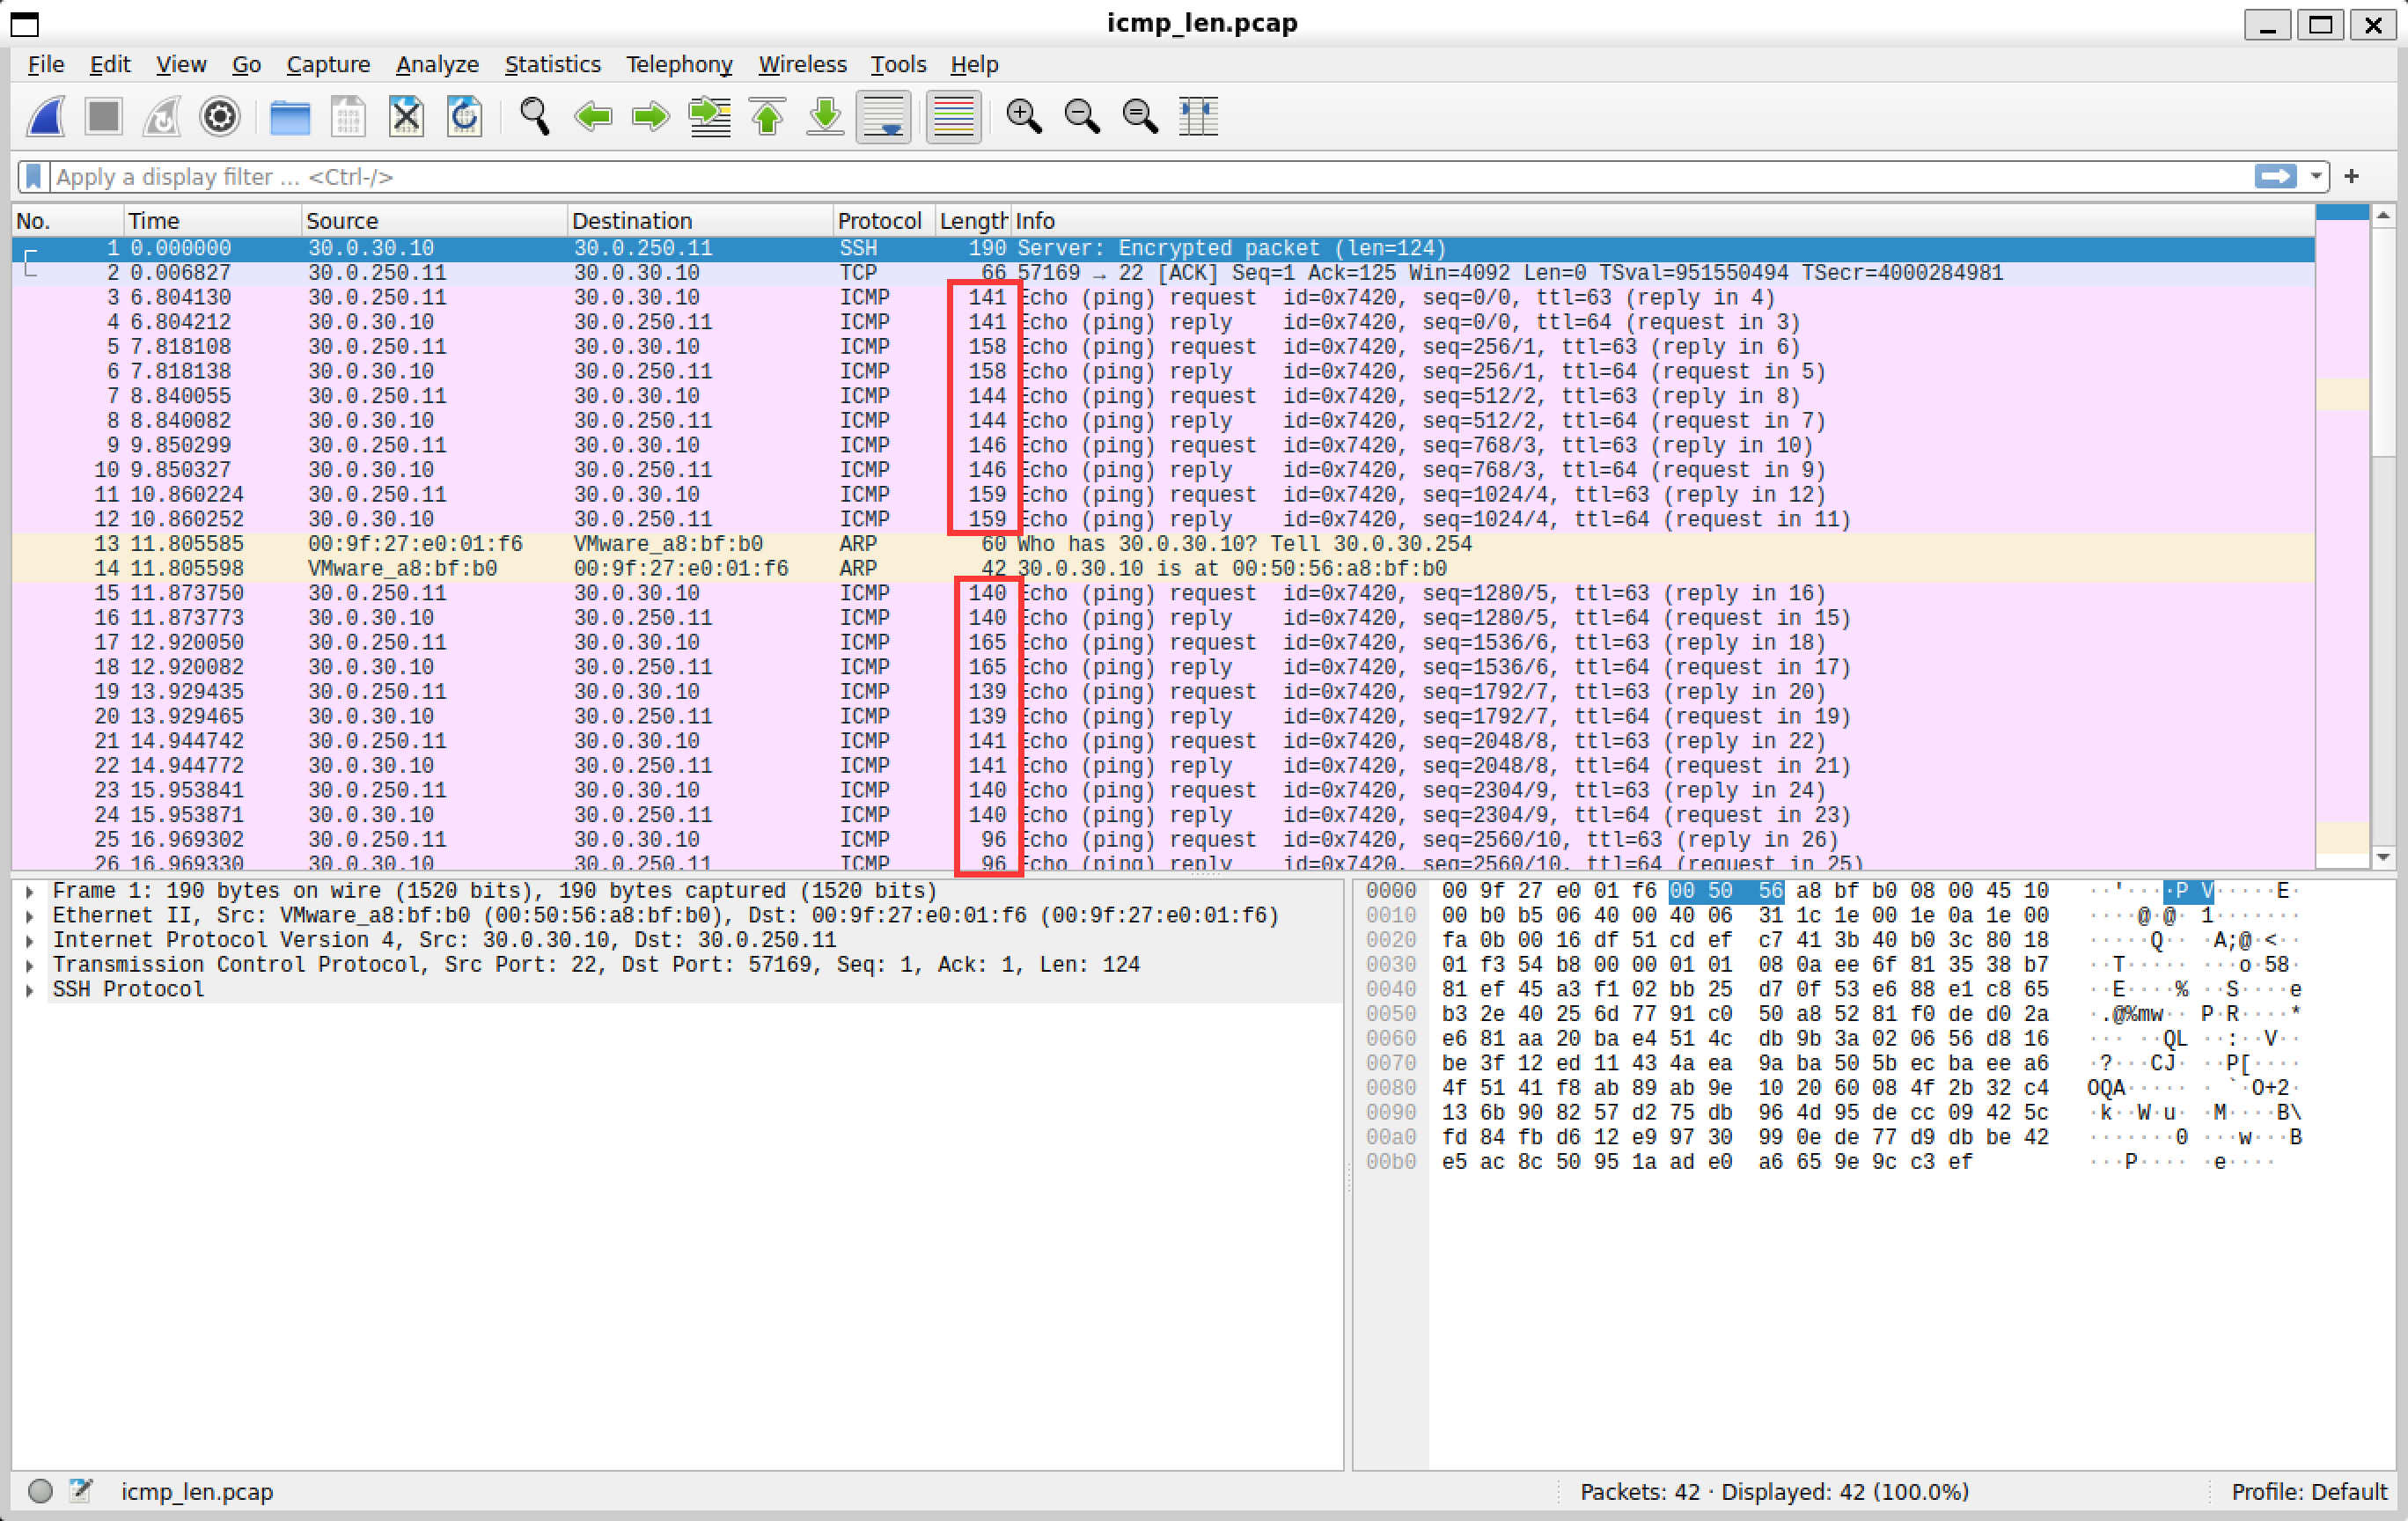 icmp_len.pcap
File Edit View Go Capture Analyze Statistics Telephony Wireless Tools Help
Apply a display filter … <Ctrl-/>
No. Time Source Destination Protocol Length Info
1 0.000000 30.0.30.10 30.0.250.11 SSH 190 Server: Encrypted packet (len=124)
2 0.006827 30.0.250.11 30.0.30.10 TCP 66 57169 → 22 [ACK] Seq=1 Ack=125 Win=4092 Len=0 TSval=951550494 TSecr=4000284981
3 6.804130 30.0.250.11 30.0.30.10 ICMP 141 Echo (ping) request id=0x7420, seq=0/0, ttl=63 (reply in 4)
4 6.804212 30.0.30.10 30.0.250.11 ICMP 141 Echo (ping) reply id=0x7420, seq=0/0, ttl=64 (request in 3)
5 7.818108 30.0.250.11 30.0.30.10 ICMP 158 Echo (ping) request id=0x7420, seq=256/1, ttl=63 (reply in 6)
6 7.818138 30.0.30.10 30.0.250.11 ICMP 158 Echo (ping) reply id=0x7420, seq=256/1, ttl=64 (request in 5)
7 8.840055 30.0.250.11 30.0.30.10 ICMP 144 Echo (ping) request id=0x7420, seq=512/2, ttl=63 (reply in 8)
8 8.840082 30.0.30.10 30.0.250.11 ICMP 144 Echo (ping) reply id=0x7420, seq=512/2, ttl=64 (request in 7)
9 9.850299 30.0.250.11 30.0.30.10 ICMP 146 Echo (ping) request id=0x7420, seq=768/3, ttl=63 (reply in 10)
10 9.850327 30.0.30.10 30.0.250.11 ICMP 146 Echo (ping) reply id=0x7420, seq=768/3, ttl=64 (request in 9)
11 10.860224 30.0.250.11 30.0.30.10 ICMP 159 Echo (ping) request id=0x7420, seq=1024/4, ttl=63 (reply in 12)
12 10.860252 30.0.30.10 30.0.250.11 ICMP 159 Echo (ping) reply id=0x7420, seq=1024/4, ttl=64 (request in 11)
13 11.805585 00:9f:27:e0:01:f6 VMware_a8:bf:b0 ARP 60 Who has 30.0.30.10? Tell 30.0.30.254
14 11.805598 VMware_a8:bf:b0 00:9f:27:e0:01:f6 ARP 42 30.0.30.10 is at 00:50:56:a8:bf:b0
15 11.873750 30.0.250.11 30.0.30.10 ICMP 140 Echo (ping) request id=0x7420, seq=1280/5, ttl=63 (reply in 16)
16 11.873773 30.0.30.10 30.0.250.11 ICMP 140 Echo (ping) reply id=0x7420, seq=1280/5, ttl=64 (request in 15)
17 12.920050 30.0.250.11 30.0.30.10 ICMP 165 Echo (ping) request id=0x7420, seq=1536/6, ttl=63 (reply in 18)
18 12.920082 30.0.30.10 30.0.250.11 ICMP 165 Echo (ping) reply id=0x7420, seq=1536/6, ttl=64 (request in 17)
19 13.929435 30.0.250.11 30.0.30.10 ICMP 139 Echo (ping) request id=0x7420, seq=1792/7, ttl=63 (reply in 20)
20 13.929465 30.0.30.10 30.0.250.11 ICMP 139 Echo (ping) reply id=0x7420, seq=1792/7, ttl=64 (request in 19)
21 14.944742 30.0.250.11 30.0.30.10 ICMP 141 Echo (ping) request id=0x7420, seq=2048/8, ttl=63 (reply in 22)
22 14.944772 30.0.30.10 30.0.250.11 ICMP 141 Echo (ping) reply id=0x7420, seq=2048/8, ttl=64 (request in 21)
23 15.953841 30.0.250.11 30.0.30.10 ICMP 140 Echo (ping) request id=0x7420, seq=2304/9, ttl=63 (reply in 24)
24 15.953871 30.0.30.10 30.0.250.11 ICMP 140 Echo (ping) reply id=0x7420, seq=2304/9, ttl=64 (request in 23)
25 16.969302 30.0.250.11 30.0.30.10 ICMP 96 Echo (ping) request id=0x7420, seq=2560/10, ttl=63 (reply in 26)
26 16.969330 30.0.30.10 30.0.250.11 ICMP 96 Echo (ping) reply id=0x7420, seq=2560/10, ttl=64 (request in 25)
Frame 1: 190 bytes on wire (1520 bits), 190 bytes captured (1520 bits)
Ethernet II, Src: VMware_a8:bf:b0 (00:50:56:a8:bf:b0), Dst: 00:9f:27:e0:01:f6 (00:9f:27:e0:01:f6)
Internet Protocol Version 4, Src: 30.0.30.10, Dst: 30.0.250.11
Transmission Control Protocol, Src Port: 22, Dst Port: 57169, Seq: 1, Ack: 1, Len: 124
SSH Protocol
0000 00 9f 27 e0 01 f6 00 50 56 a8 bf b0 08 00 45 10 ··'····P V·····E·
0010 00 b0 b5 06 40 00 40 06 31 1c 1e 00 1e 0a 1e 00 ····@·@· 1·······
0020 fa 0b 00 16 df 51 cd ef c7 41 3b 40 b0 3c 80 18 ·····Q·· ·A;@·<··
0030 01 f3 54 b8 00 00 01 01 08 0a ee 6f 81 35 38 b7 ··T····· ···o·58·
0040 81 ef 45 a3 f1 02 bb 25 d7 0f 53 e6 88 e1 c8 65 ··E····% ··S····e
0050 b3 2e 40 25 6d 77 91 c0 50 a8 52 81 f0 de d0 2a ·.@%mw·· P·R····*
0060 e6 81 aa 20 ba e4 51 4c db 9b 3a 02 06 56 d8 16 ··· ··QL ··:··V··
0070 be 3f 12 ed 11 43 4a ea 9a ba 50 5b ec ba ee a6 ·?···CJ· ··P[····
0080 4f 51 41 f8 ab 89 ab 9e 10 20 60 08 4f 2b 32 c4 OQA····· · `·O+2·
0090 13 6b 90 82 57 d2 75 db 96 4d 95 de cc 09 42 5c ·k··W·u· ·M····B\
00a0 fd 84 fb d6 12 e9 97 30 99 0e de 77 d9 db be 42 ·······0 ···w···B
00b0 e5 ac 8c 50 95 1a ad e0 a6 65 9e 9c c3 ef ···P···· ·e····
icmp_len.pcap
Packets: 42 · Displayed: 42 (100.0%)
Profile: Default